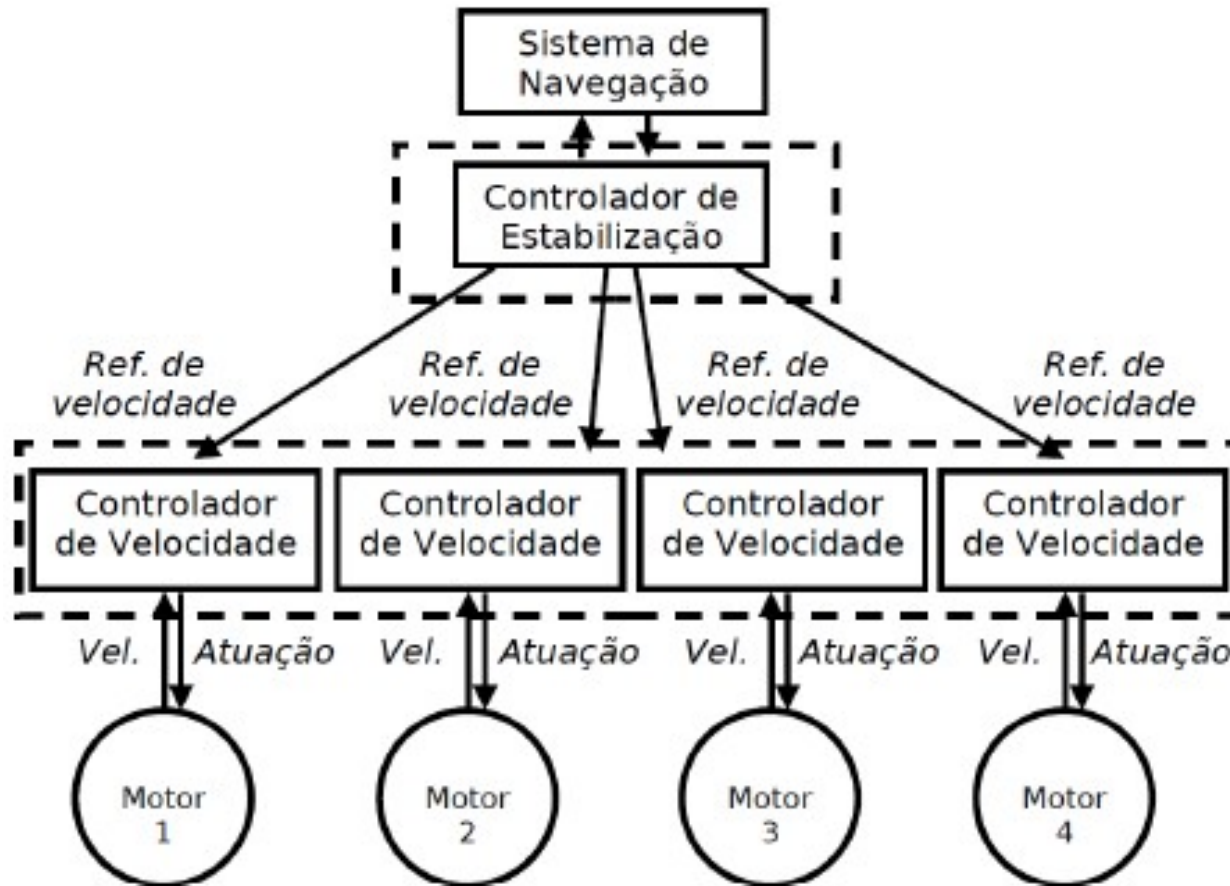 Sistema de
Navegação
Controlador de
Estabilização
Ref. de
velocidade
Ref. de
velocidade
Ref. de
velocidade
Ref. de
velocidade
Controlador
de Velocidade
Controlador
de Velocidade
Controlador
de Velocidade
Controlador
de Velocidade
Vel.
Atuação
Vel.
Atuação
Vel.
Atuação
Vel.
Atuação
Motor
1
Motor
2
Motor
3
Motor
4